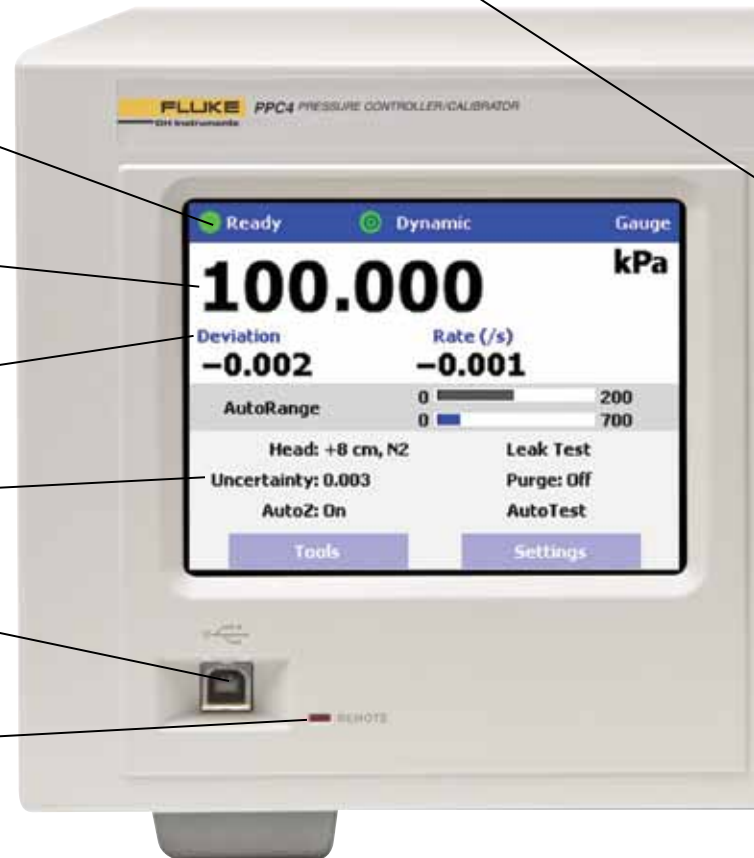 FLUKE PPC4 PRESSURE CONTROLLER/CALIBRATOR
DH Instruments
Ready Dynamic Gauge
100.000 kPa
Deviation Rate (/s)
−0.002 −0.001
AutoRange 0 200
0 700
Head: +8 cm, N2 Leak Test
Uncertainty: 0.003 Purge: Off
AutoZ: On AutoTest
Tools Settings
REMOTE